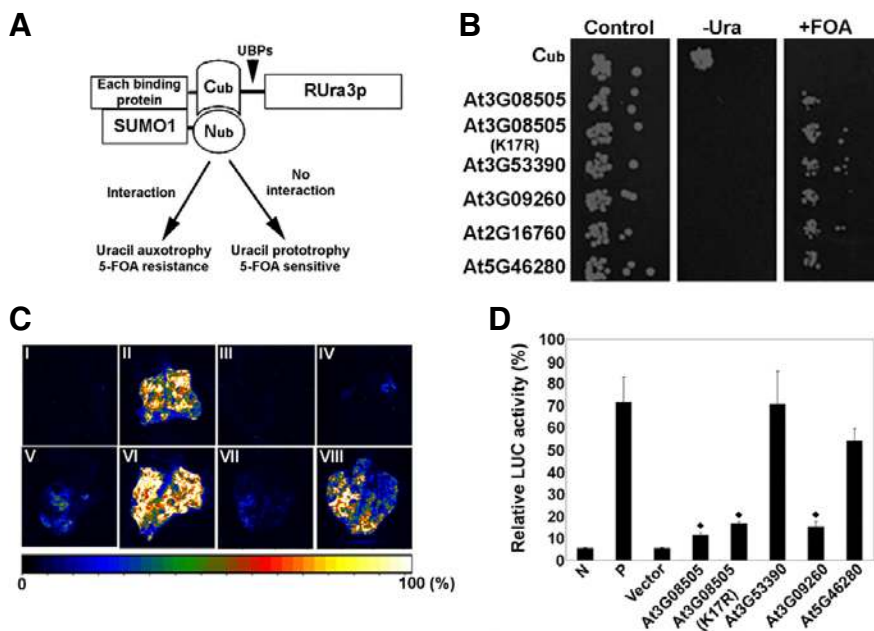 A
UBPs
Each binding
protein
Cub
RUra3p
SUMO1
Nub
Interaction
No
interaction
Uracil auxotrophy
5-FOA resistance
Uracil prototrophy
5-FOA sensitive
B
Control
-Ura
+FOA
Cub
At3G08505
At3G08505
(K17R)
At3G53390
At3G09260
At2G16760
At5G46280
C
I
II
III
IV
V
VI
VII
VIII
0
100 (%)
D
Relative LUC activity (%)
100
90
80
70
60
50
40
30
20
10
0
N
P
Vector
At3G08505
At3G08505
(K17R)
At3G53390
At3G09260
At5G46280